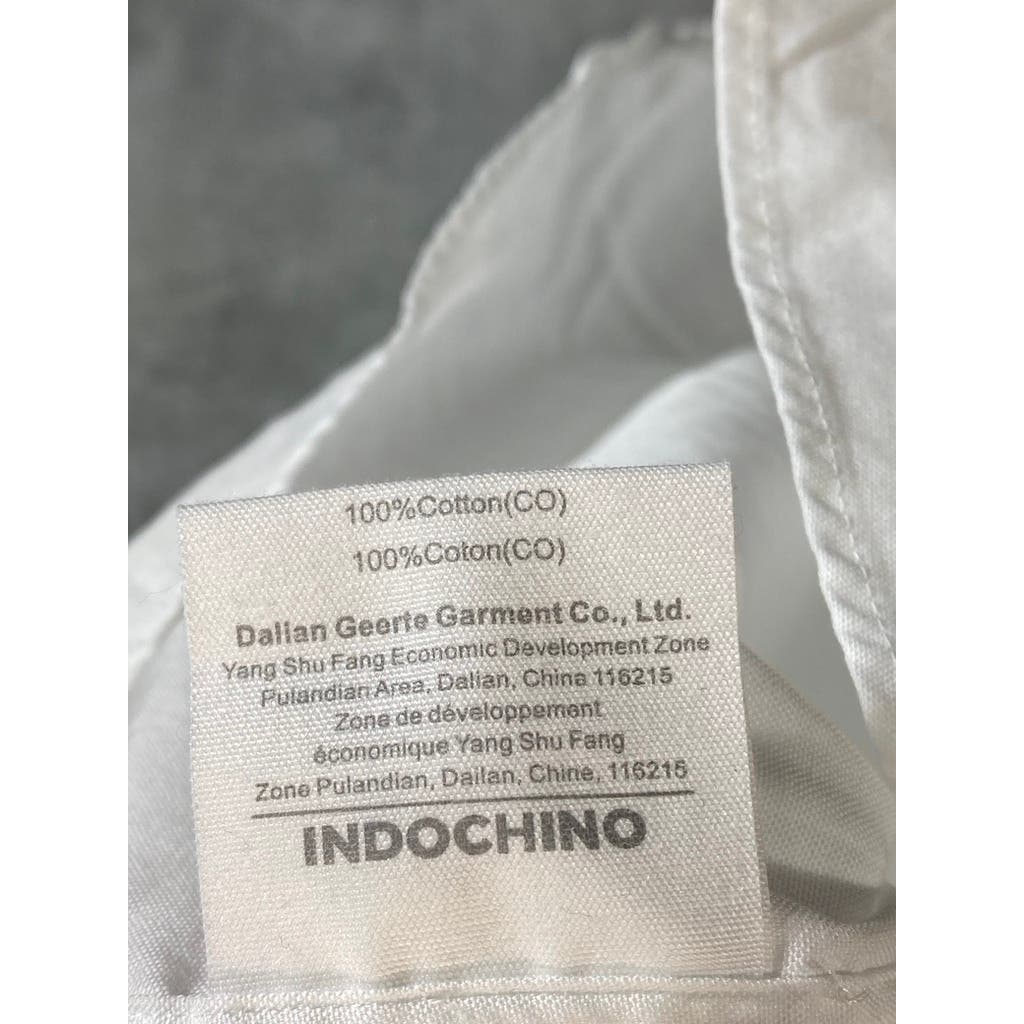 100%Cotton(CO)
100%Coton(CO)
Dalian Geerte Garment Co., Ltd.
Yang Shu Fang Economic Development Zone
Pulandian Area, Dalian, China 116215
Zone de développement
économique Yang Shu Fang
Zone Pulandian, Dailan, Chine, 116215
INDOCHINO